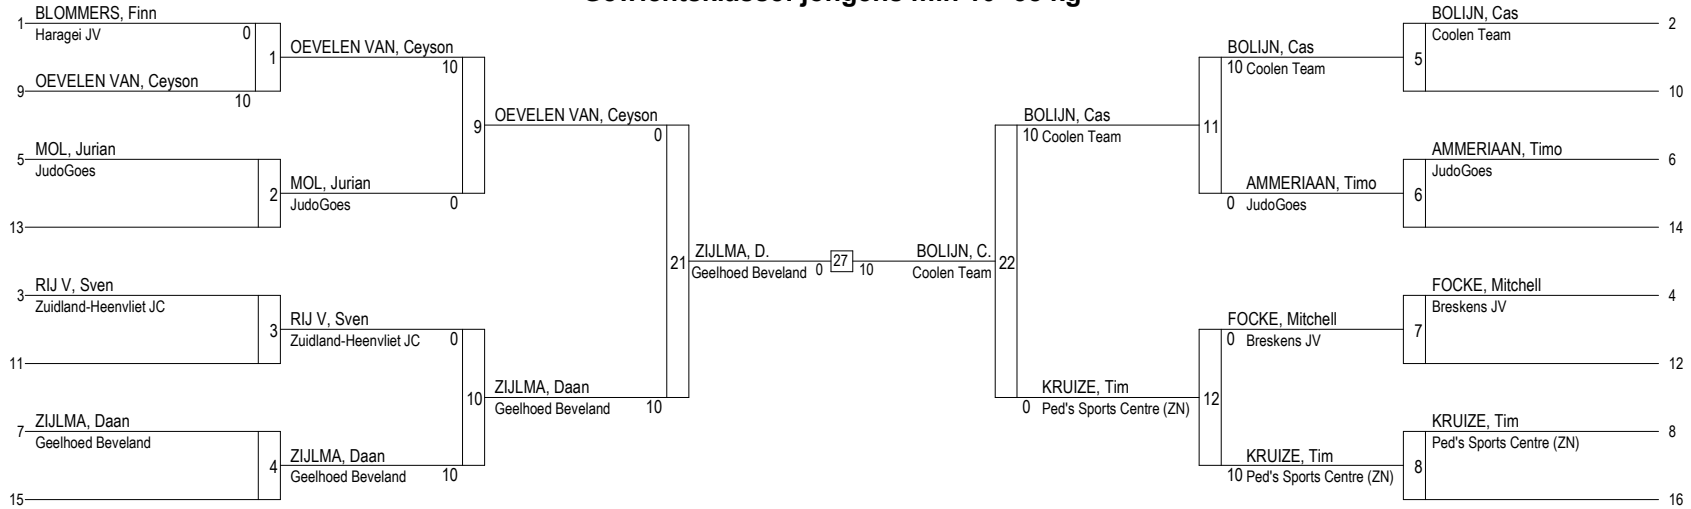 1 BLOMMERS, Finn
Haragei JV 0
1
9 OEVELEN VAN, Ceyson
10
5 MOL, Jurian
JudoGoes
2
13
3 RIJ V, Sven
Zuidland-Heenvliet JC
3
11
7 ZIJLMA, Daan
Geelhoed Beveland
4
15
OEVELEN VAN, Ceyson
10
9
MOL, Jurian
JudoGoes 0
RIJ V, Sven
Zuidland-Heenvliet JC 0
10
ZIJLMA, Daan
Geelhoed Beveland 10
OEVELEN VAN, Ceyson
0
21
ZIJLMA, Daan
Geelhoed Beveland 10
ZIJLMA, D.
Geelhoed Beveland 0 27 10
BOLIJN, C.
Coolen Team
22
BOLIJN, Cas
10 Coolen Team
KRUIZE, Tim
0 Ped's Sports Centre (ZN)
11
BOLIJN, Cas
10 Coolen Team
AMMERIAAN, Timo
0 JudoGoes
12
FOCKE, Mitchell
0 Breskens JV
KRUIZE, Tim
10 Ped's Sports Centre (ZN)
BOLIJN, Cas 2
Coolen Team
5
10
AMMERIAAN, Timo 6
JudoGoes
6
14
FOCKE, Mitchell 4
Breskens JV
7
12
KRUIZE, Tim 8
Ped's Sports Centre (ZN)
8
16